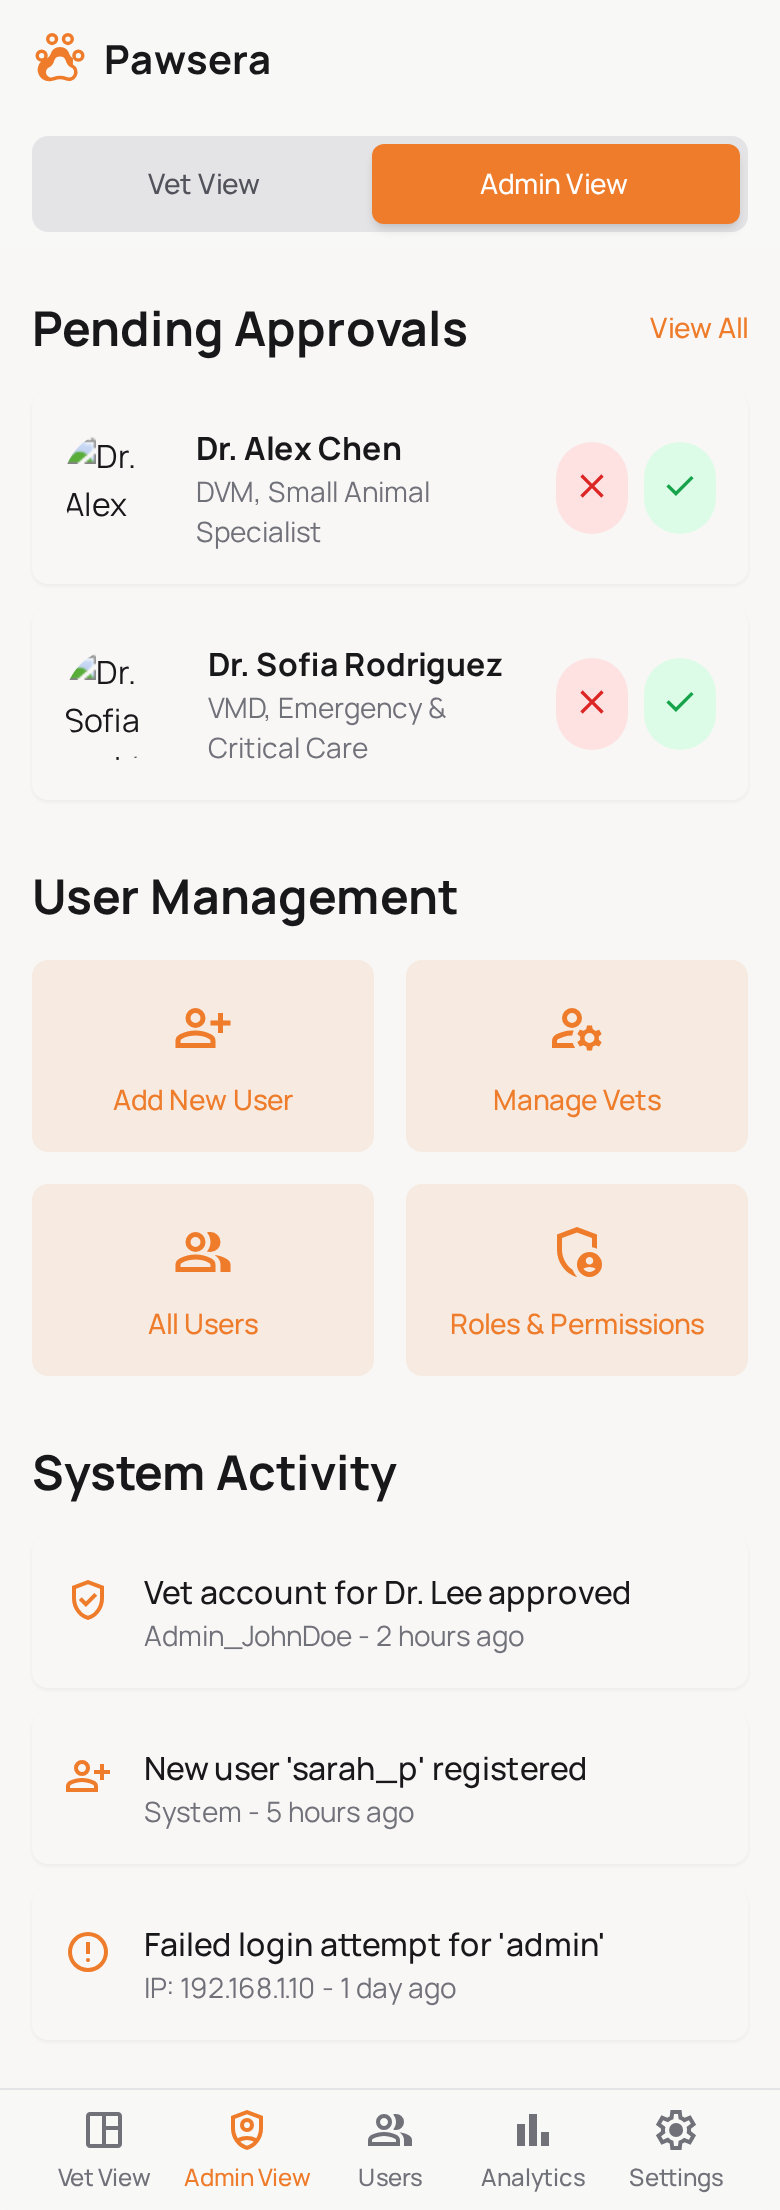 Pawsera
Vet View
Admin View
Pending Approvals
View All
Dr.
Alex
Dr. Alex Chen
DVM, Small Animal
Specialist
Dr.
Sofia
Dr. Sofia Rodriguez
VMD, Emergency &
Critical Care
User Management
Add New User
Manage Vets
All Users
Roles & Permissions
System Activity
Vet account for Dr. Lee approved
Admin_JohnDoe - 2 hours ago
New user 'sarah_p' registered
System - 5 hours ago
Failed login attempt for 'admin'
IP: 192.168.1.10 - 1 day ago
Vet View
Admin View
Users
Analytics
Settings